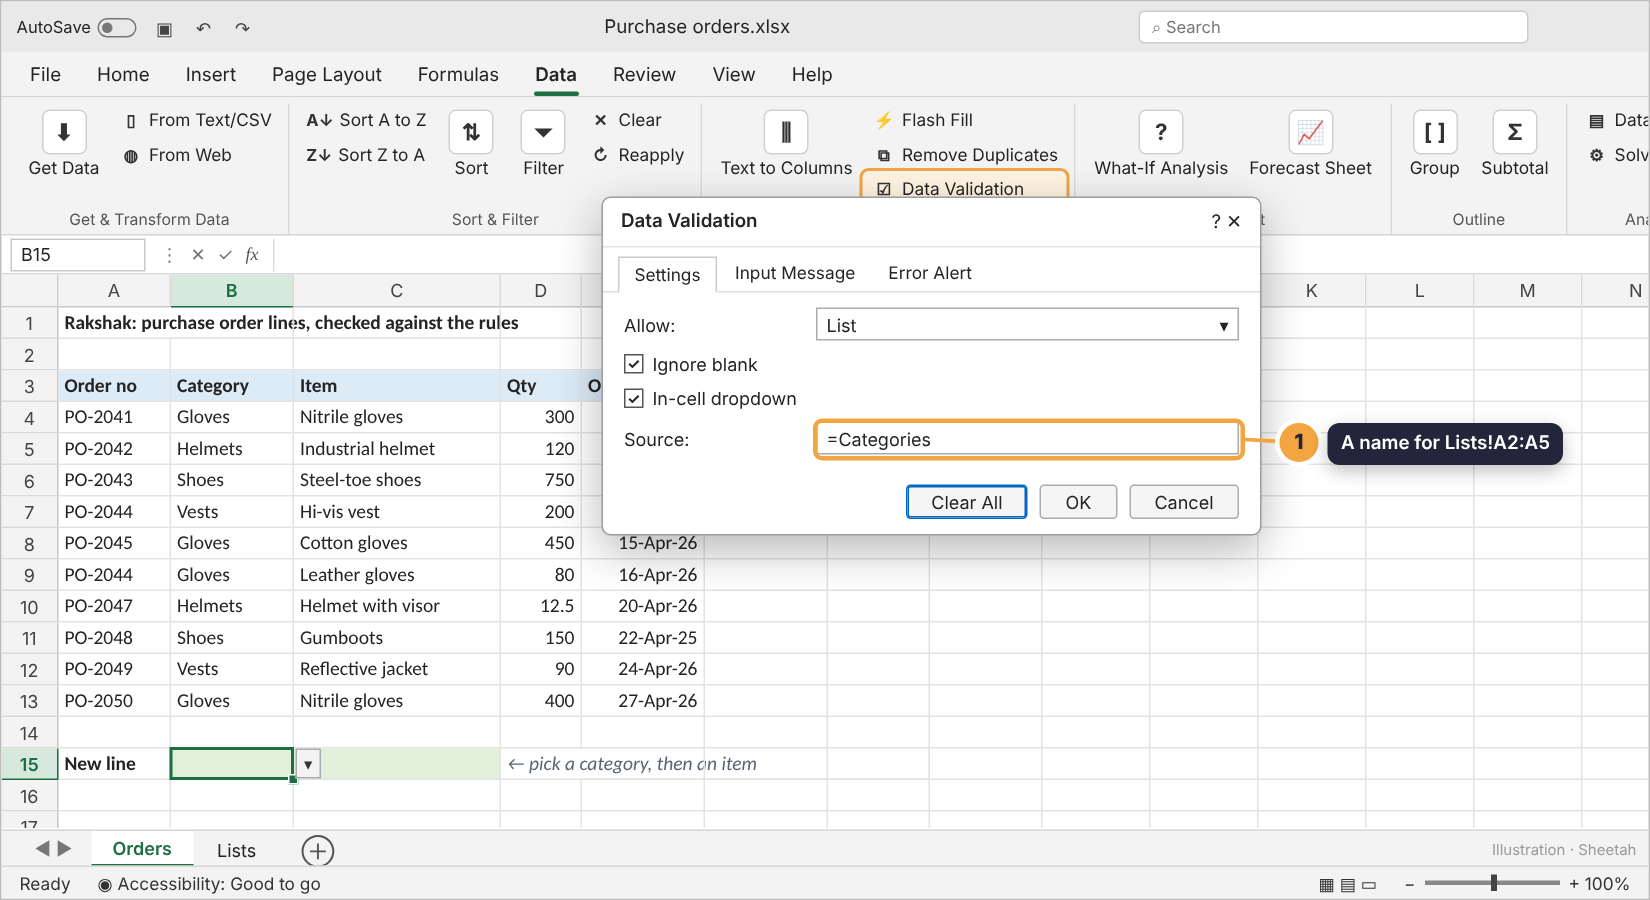 AutoSave
Purchase orders.xlsx
Search
File Home Insert Page Layout Formulas Data Review View Help
Get Data
From Text/CSV
From Web
Get & Transform Data
A↓ Sort A to Z
Z↓ Sort Z to A
Sort
Filter
Clear
Reapply
Sort & Filter
Text to Columns
Flash Fill
Remove Duplicates
Data Validation
What-If Analysis
Forecast Sheet
Group
Subtotal
Outline
B15
fx
Data Validation
? ✕
Settings Input Message Error Alert
Allow: List
Ignore blank
In-cell dropdown
Source: =Categories
Clear All OK Cancel
1 A name for Lists!A2:A5
A B C D K L M N
1 Rakshak: purchase order lines, checked against the rules
2
3 Order no Category Item Qty O
4 PO-2041 Gloves Nitrile gloves 300
5 PO-2042 Helmets Industrial helmet 120
6 PO-2043 Shoes Steel-toe shoes 750
7 PO-2044 Vests Hi-vis vest 200
8 PO-2045 Gloves Cotton gloves 450 15-Apr-26
9 PO-2044 Gloves Leather gloves 80 16-Apr-26
10 PO-2047 Helmets Helmet with visor 12.5 20-Apr-26
11 PO-2048 Shoes Gumboots 150 22-Apr-25
12 PO-2049 Vests Reflective jacket 90 24-Apr-26
13 PO-2050 Gloves Nitrile gloves 400 27-Apr-26
14
15 New line ← pick a category, then an item
16
17
Orders Lists
Illustration · Sheetah
Ready Accessibility: Good to go
− + 100%